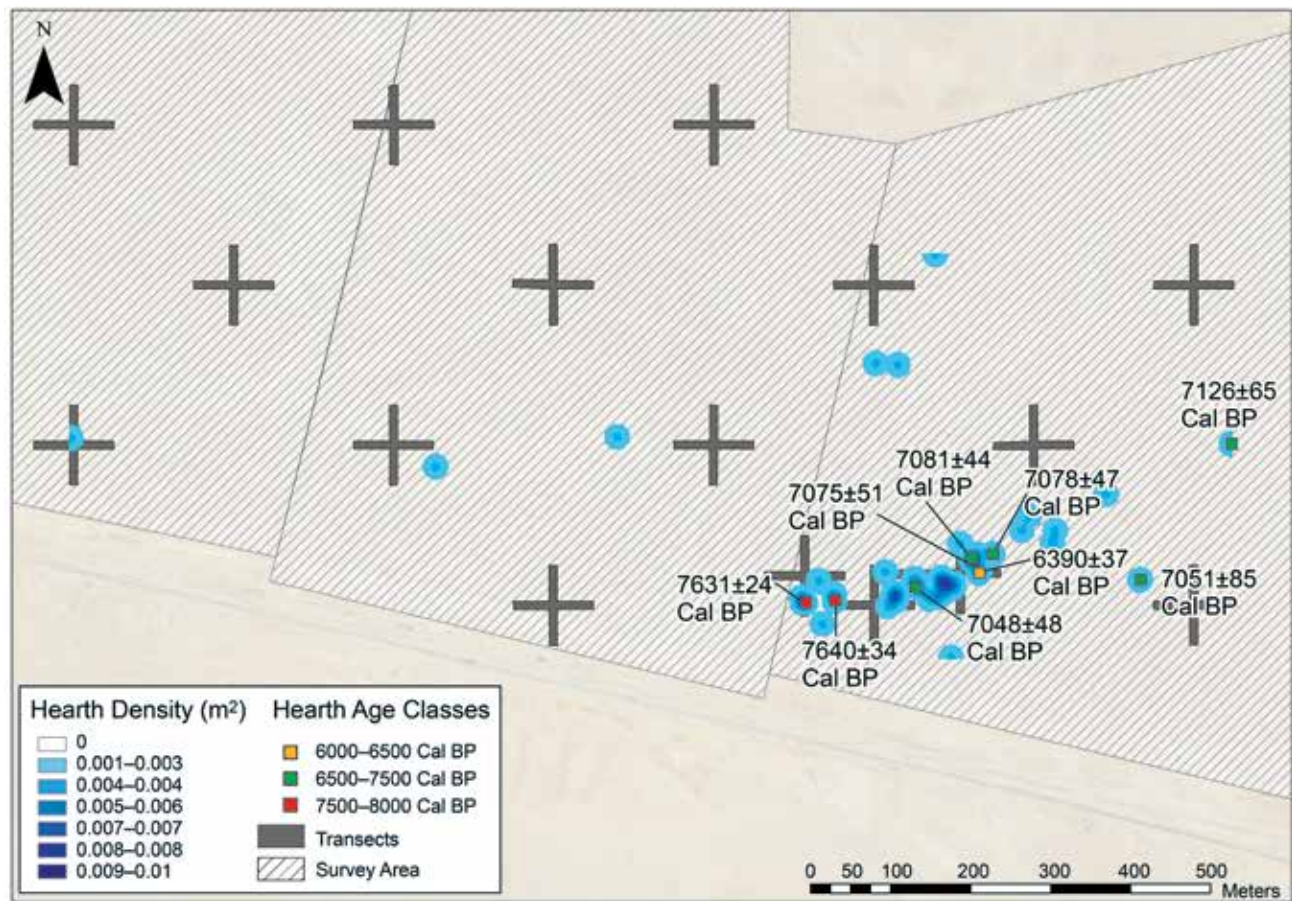 N
7126±65
Cal BP
7081±44
Cal BP
7078±47
Cal BP
7075±51
Cal BP
6390±37
Cal BP
7631±24
Cal BP
1
7051±85
Cal BP
7048±48
Cal BP
7640±34
Cal BP
Hearth Density (m²)
0
0.001–0.003
0.004–0.004
0.005–0.006
0.007–0.007
0.008–0.008
0.009–0.01
Hearth Age Classes
6000–6500 Cal BP
6500–7500 Cal BP
7500–8000 Cal BP
Transects
Survey Area
0 50 100 200 300 400 500
Meters